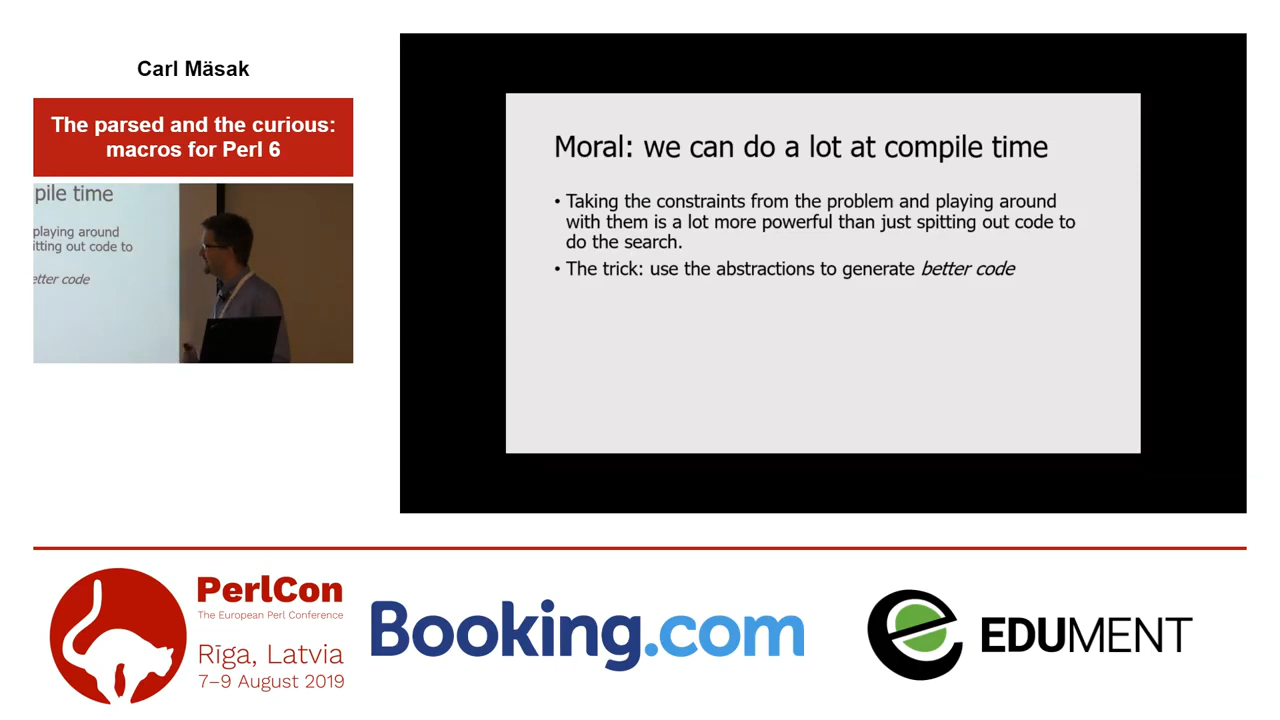 Carl Mäsak
The parsed and the curious:
macros for Perl 6
pile time
playing around
itting out code to
etter code
Moral: we can do a lot at compile time
• Taking the constraints from the problem and playing around
with them is a lot more powerful than just spitting out code to
do the search.
• The trick: use the abstractions to generate better code
PerlCon
The European Perl Conference
Rīga, Latvia
7–9 August 2019
Booking.com
EDUMENT